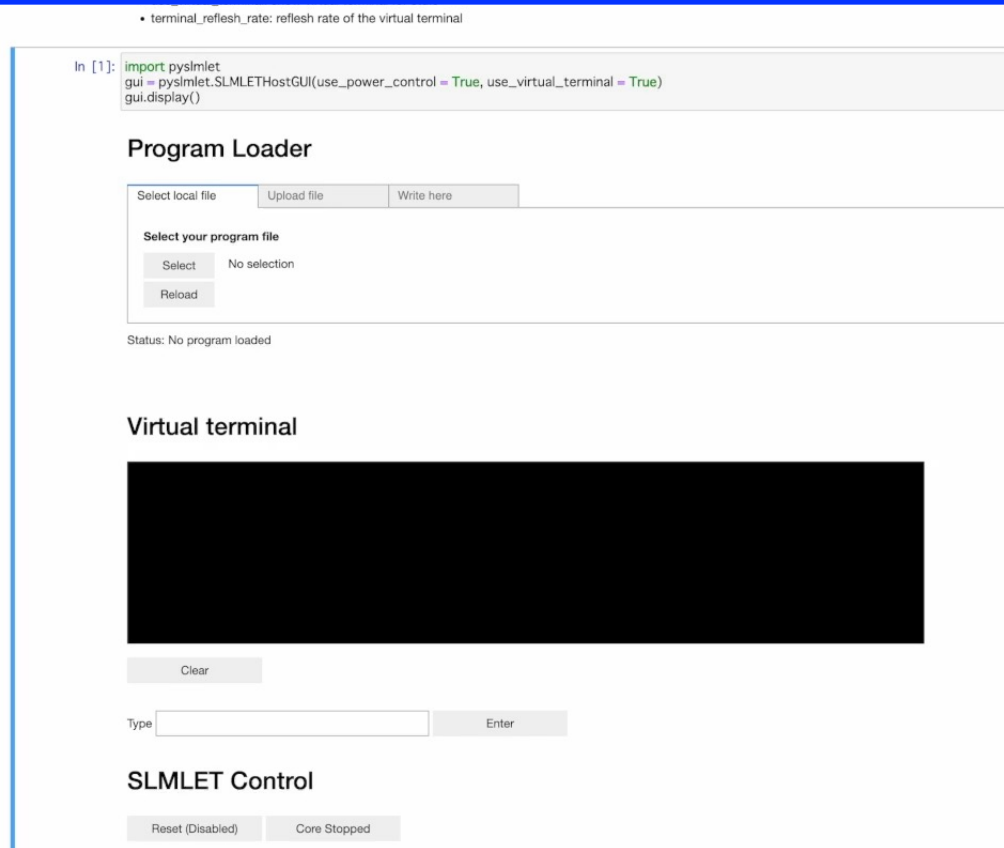 • terminal_reflesh_rate: reflesh rate of the virtual terminal
In [1]: import pyslmlet
gui = pyslmlet.SLMLETHostGUI(use_power_control = True, use_virtual_terminal = True)
gui.display()
Program Loader
Select local file Upload file Write here
Select your program file
Select No selection
Reload
Status: No program loaded
Virtual terminal
Clear
Type Enter
SLMLET Control
Reset (Disabled) Core Stopped